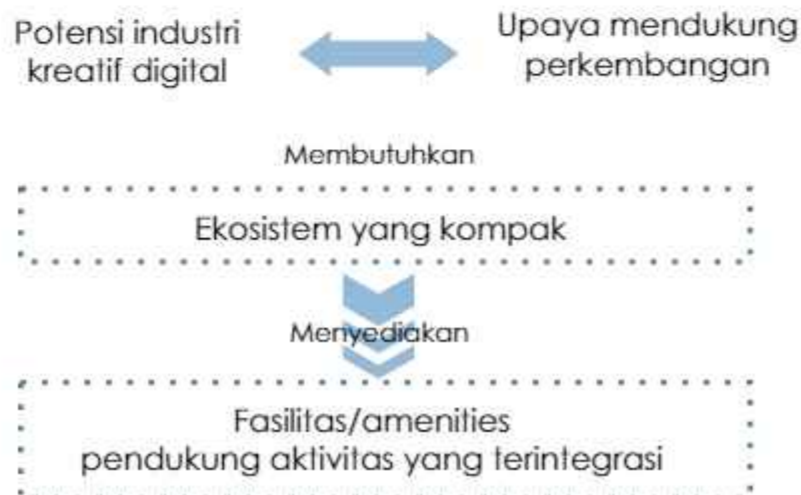 Potensi industri
kreatif digital
Upaya mendukung
perkembangan
Membutuhkan
Ekosistem yang kompak
Menyediakan
Fasilitas/amenities
pendukung aktivitas yang terintegrasi